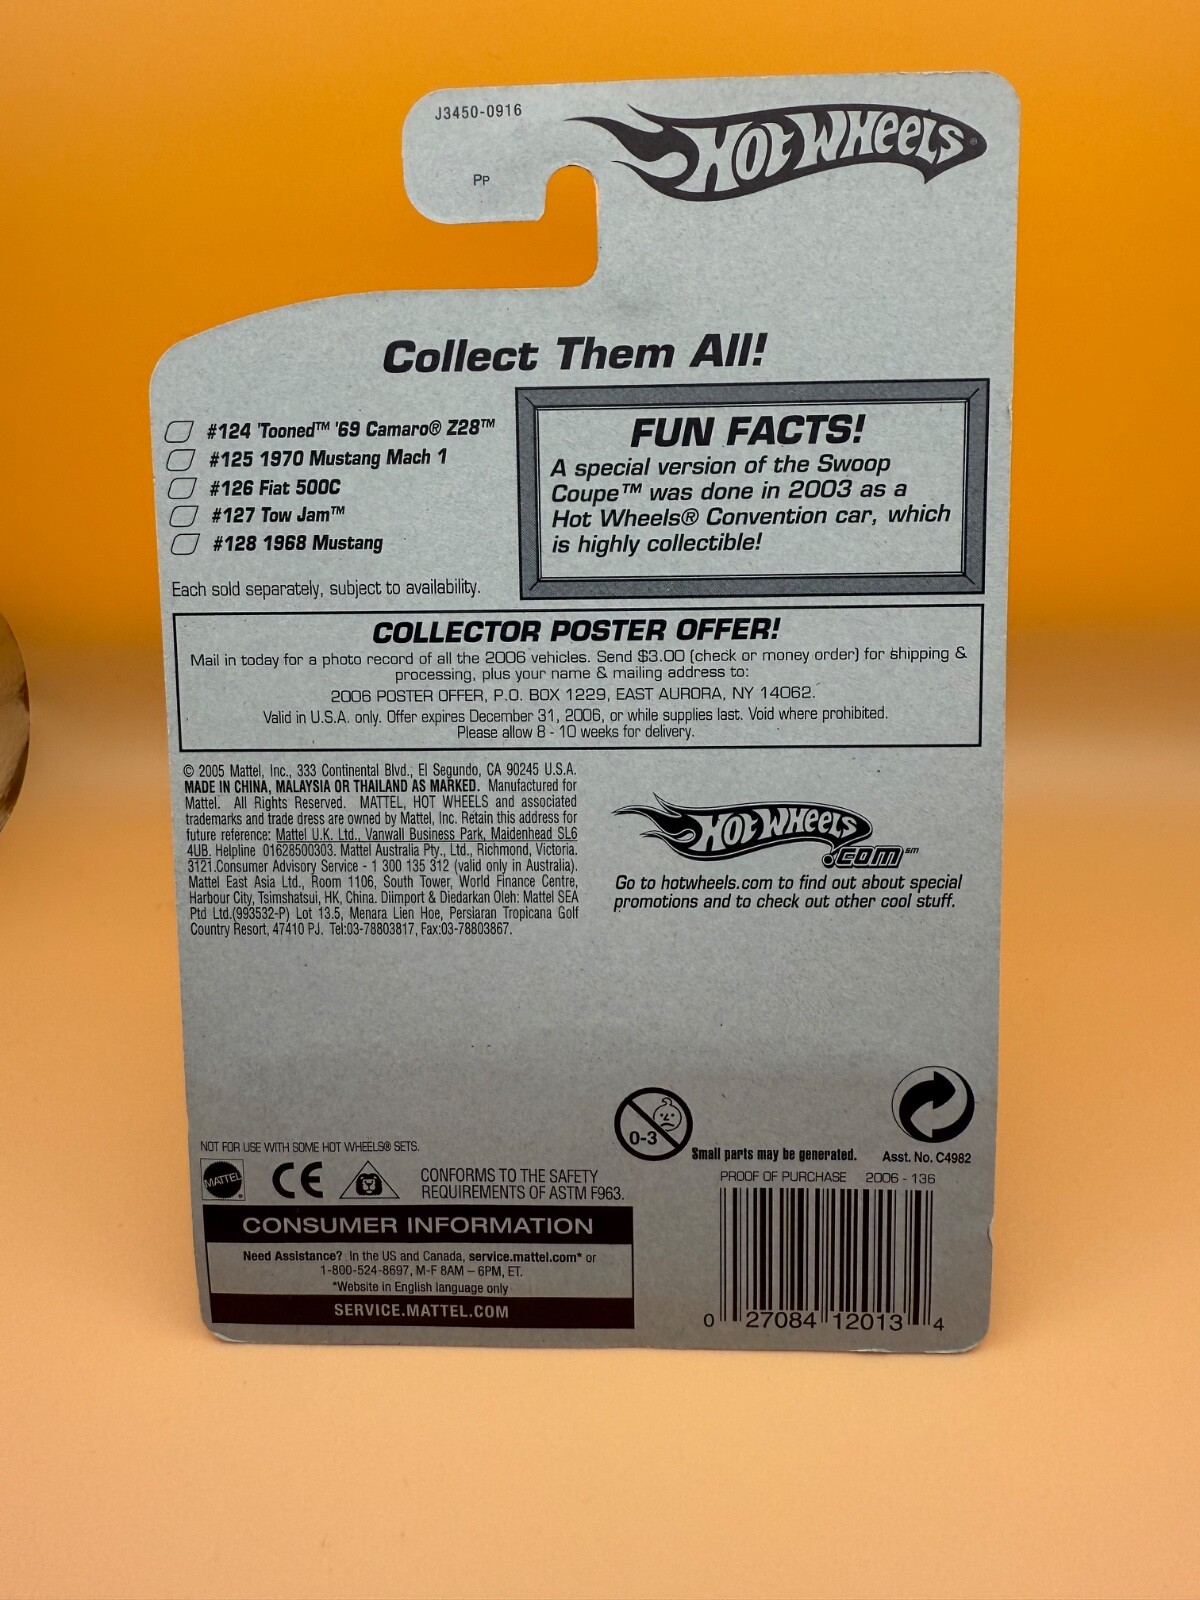 J3450-0916
PP
HOT WHEELS®
Collect Them All!
#124 'Tooned™ '69 Camaro® Z28™
#125 1970 Mustang Mach 1
#126 Fiat 500C
#127 Tow Jam™
#128 1968 Mustang
Each sold separately, subject to availability.
FUN FACTS!
A special version of the Swoop
Coupe™ was done in 2003 as a
Hot Wheels® Convention car, which
is highly collectible!
COLLECTOR POSTER OFFER!
Mail in today for a photo record of all the 2006 vehicles. Send $3.00 (check or money order) for shipping &
processing, plus your name & mailing address to:
2006 POSTER OFFER, P.O. BOX 1229, EAST AURORA, NY 14062.
Valid in U.S.A. only. Offer expires December 31, 2006, or while supplies last. Void where prohibited.
Please allow 8 - 10 weeks for delivery.
© 2005 Mattel, Inc., 333 Continental Blvd., El Segundo, CA 90245 U.S.A.
MADE IN CHINA, MALAYSIA OR THAILAND AS MARKED. Manufactured for
Mattel. All Rights Reserved. MATTEL, HOT WHEELS and associated
trademarks and trade dress are owned by Mattel, Inc. Retain this address for
future reference: Mattel U.K. Ltd., Vanwall Business Park, Maidenhead SL6
4UB. Helpline 01628500303. Mattel Australia Pty., Ltd., Richmond, Victoria.
3121.Consumer Advisory Service - 1 300 135 312 (valid only in Australia).
Mattel East Asia Ltd., Room 1106, South Tower, World Finance Centre,
Harbour City, Tsimshatsui, HK, China. Diimport & Diedarkan Oleh: Mattel SEA
Ptd Ltd.(993532-P) Lot 13.5, Menara Lien Hoe, Persiaran Tropicana Golf
Country Resort, 47410 PJ. Tel:03-78803817, Fax:03-78803867.
HOT WHEELS
.COM℠
Go to hotwheels.com to find out about special
promotions and to check out other cool stuff.
0-3
Small parts may be generated.
Asst. No. C4982
NOT FOR USE WITH SOME HOT WHEELS® SETS.
MATTEL®
CE
CONFORMS TO THE SAFETY
REQUIREMENTS OF ASTM F963.
CONSUMER INFORMATION
Need Assistance? In the US and Canada, service.mattel.com* or
1-800-524-8697, M-F 8AM – 6PM, ET.
*Website in English language only
SERVICE.MATTEL.COM
PROOF OF PURCHASE 2006 - 136
0 27084 12013 4